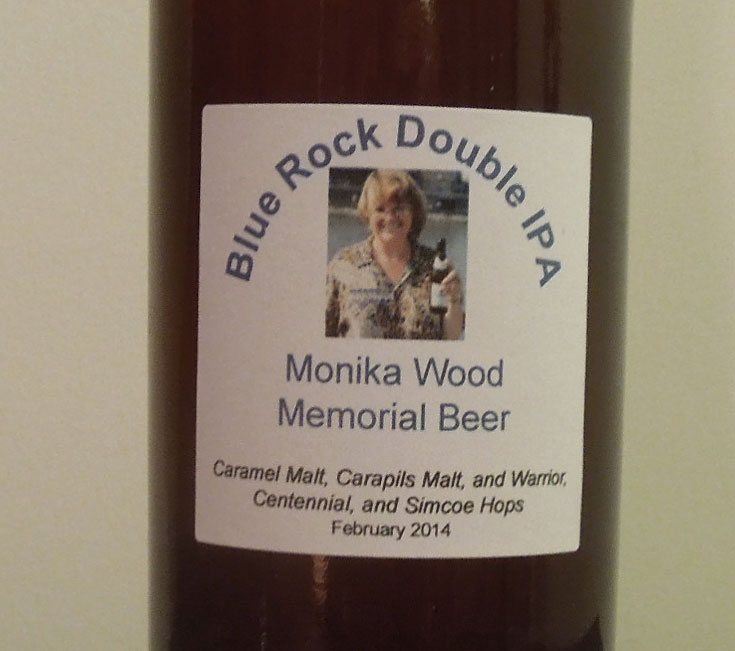 Blue Rock Double IPA
Monika Wood
Memorial Beer
Caramel Malt, Carapils Malt, and Warrior,
Centennial, and Simcoe Hops
February 2014